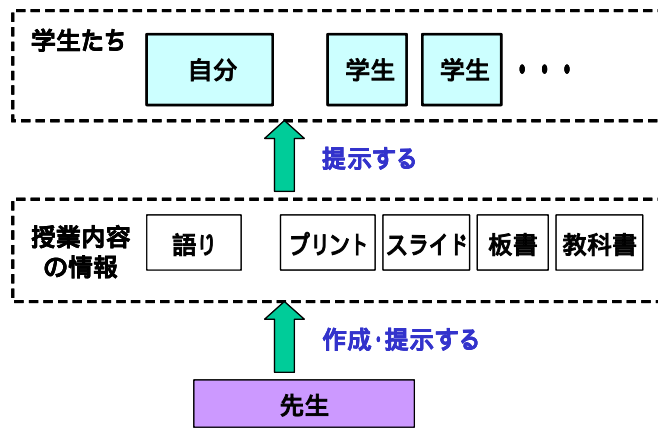 学生たち
自分
学生
学生
・・・
提示する
授業内容
の情報
語り
プリント
スライド
板書
教科書
作成・提示する
先生